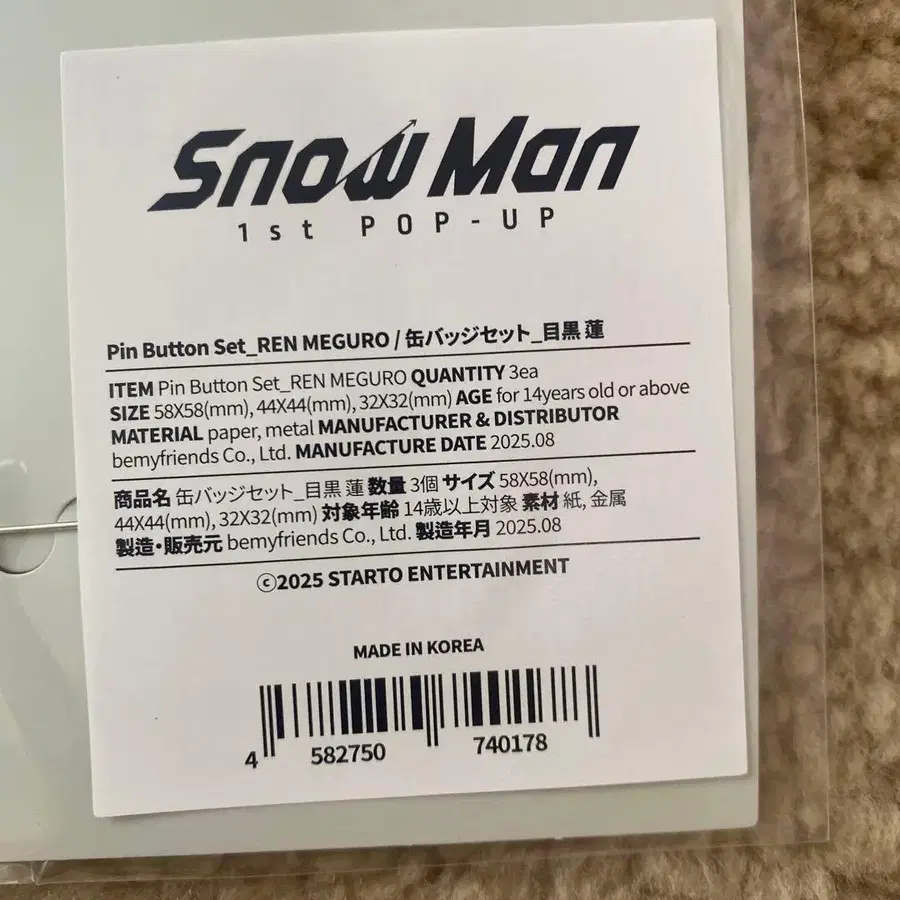 Snow Man
1st POP-UP
Pin Button Set_REN MEGURO / 缶バッジセット_目黒 蓮
ITEM Pin Button Set_REN MEGURO QUANTITY 3ea
SIZE 58X58(mm), 44X44(mm), 32X32(mm) AGE for 14years old or above
MATERIAL paper, metal MANUFACTURER & DISTRIBUTOR
bemyfriends Co., Ltd. MANUFACTURE DATE 2025.08
商品名 缶バッジセット_目黒 蓮 数量 3個 サイズ 58X58(mm),
44X44(mm), 32X32(mm) 対象年齢 14歳以上対象 素材 紙, 金属
製造・販売元 bemyfriends Co., Ltd. 製造年月 2025.08
ⓒ2025 STARTO ENTERTAINMENT
MADE IN KOREA
4 582750 740178